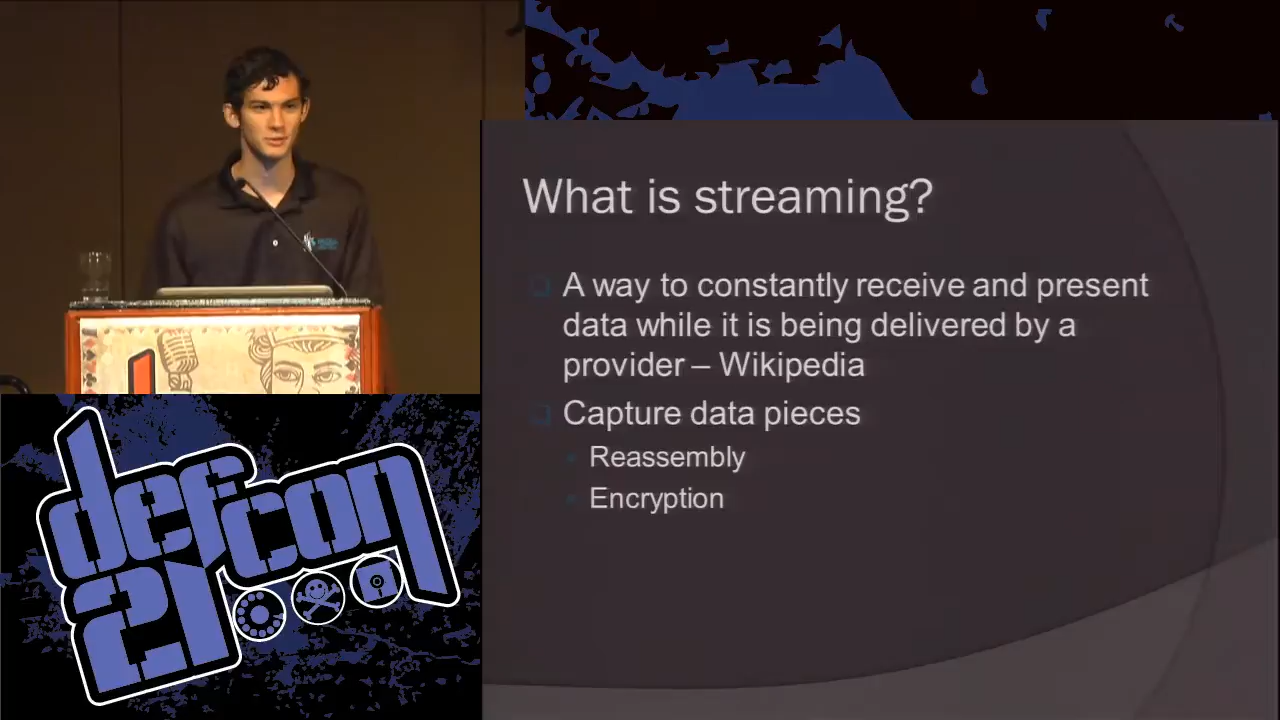 What is streaming?
A way to constantly receive and present
data while it is being delivered by a
provider – Wikipedia
Capture data pieces
Reassembly
Encryption
defcon
21